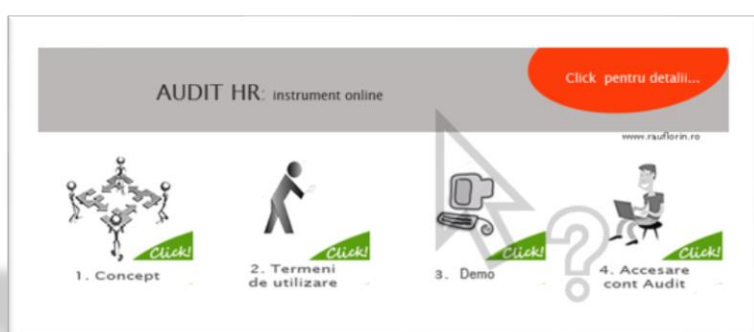 AUDIT HR: instrument online
Click pentru detalii...
www.rauflorin.ro
Click!
Click!
Click!
Click!
1. Concept
2. Termeni
de utilizare
3. Demo
4. Accesare
cont Audit